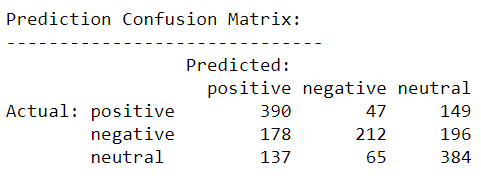 Prediction Confusion Matrix:
------------------------------
Predicted:
positive negative neutral
Actual: positive 390 47 149
negative 178 212 196
neutral 137 65 384